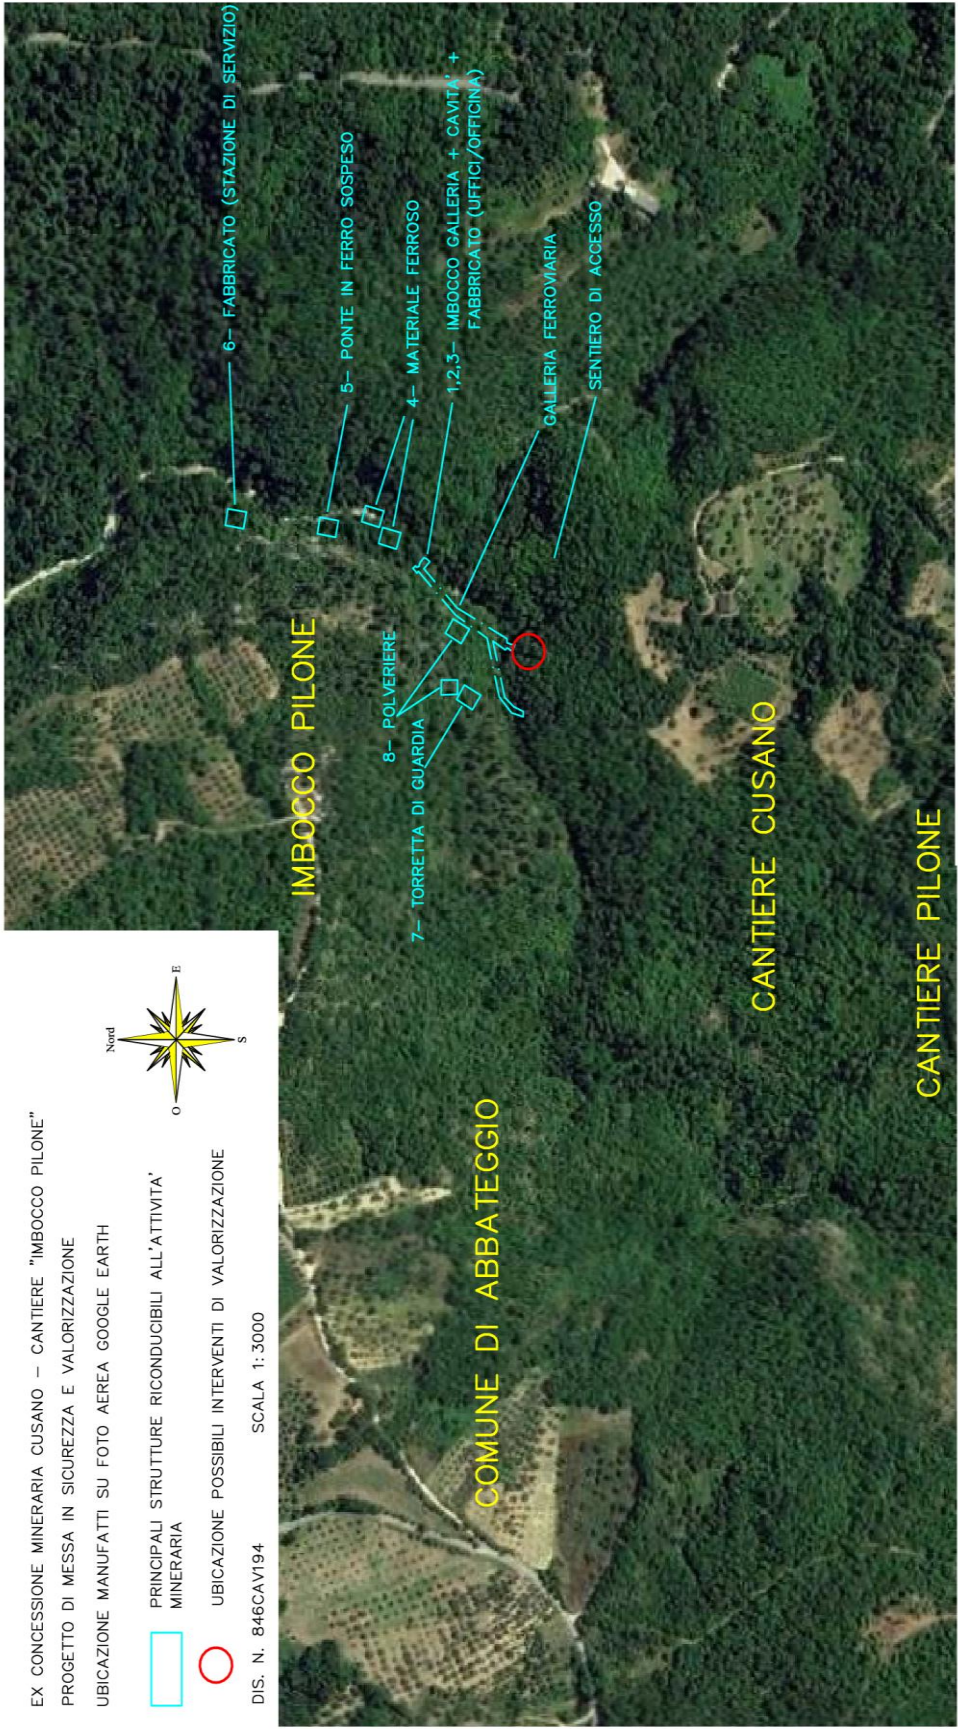 EX CONCESSIONE MINERARIA CUSANO – CANTIERE "IMBOCCO PILONE"
PROGETTO DI MESSA IN SICUREZZA E VALORIZZAZIONE
UBICAZIONE MANUFATTI SU FOTO AEREA GOOGLE EARTH
PRINCIPALI STRUTTURE RICONDUCIBILI ALL'ATTIVITA'
MINERARIA
UBICAZIONE POSSIBILI INTERVENTI DI VALORIZZAZIONE
DIS. N. 846CAV194 SCALA 1:3000
Nord
O
E
S
6– FABBRICATO (STAZIONE DI SERVIZIO)
5– PONTE IN FERRO SOSPESO
4– MATERIALE FERROSO
1,2,3– IMBOCCO GALLERIA + CAVITA' +
FABBRICATO (UFFICI/OFFICINA)
GALLERIA FERROVIARIA
SENTIERO DI ACCESSO
IMBOCCO PILONE
8– POLVERIERE
7– TORRETTA DI GUARDIA
COMUNE DI ABBATEGGIO
CANTIERE CUSANO
CANTIERE PILONE